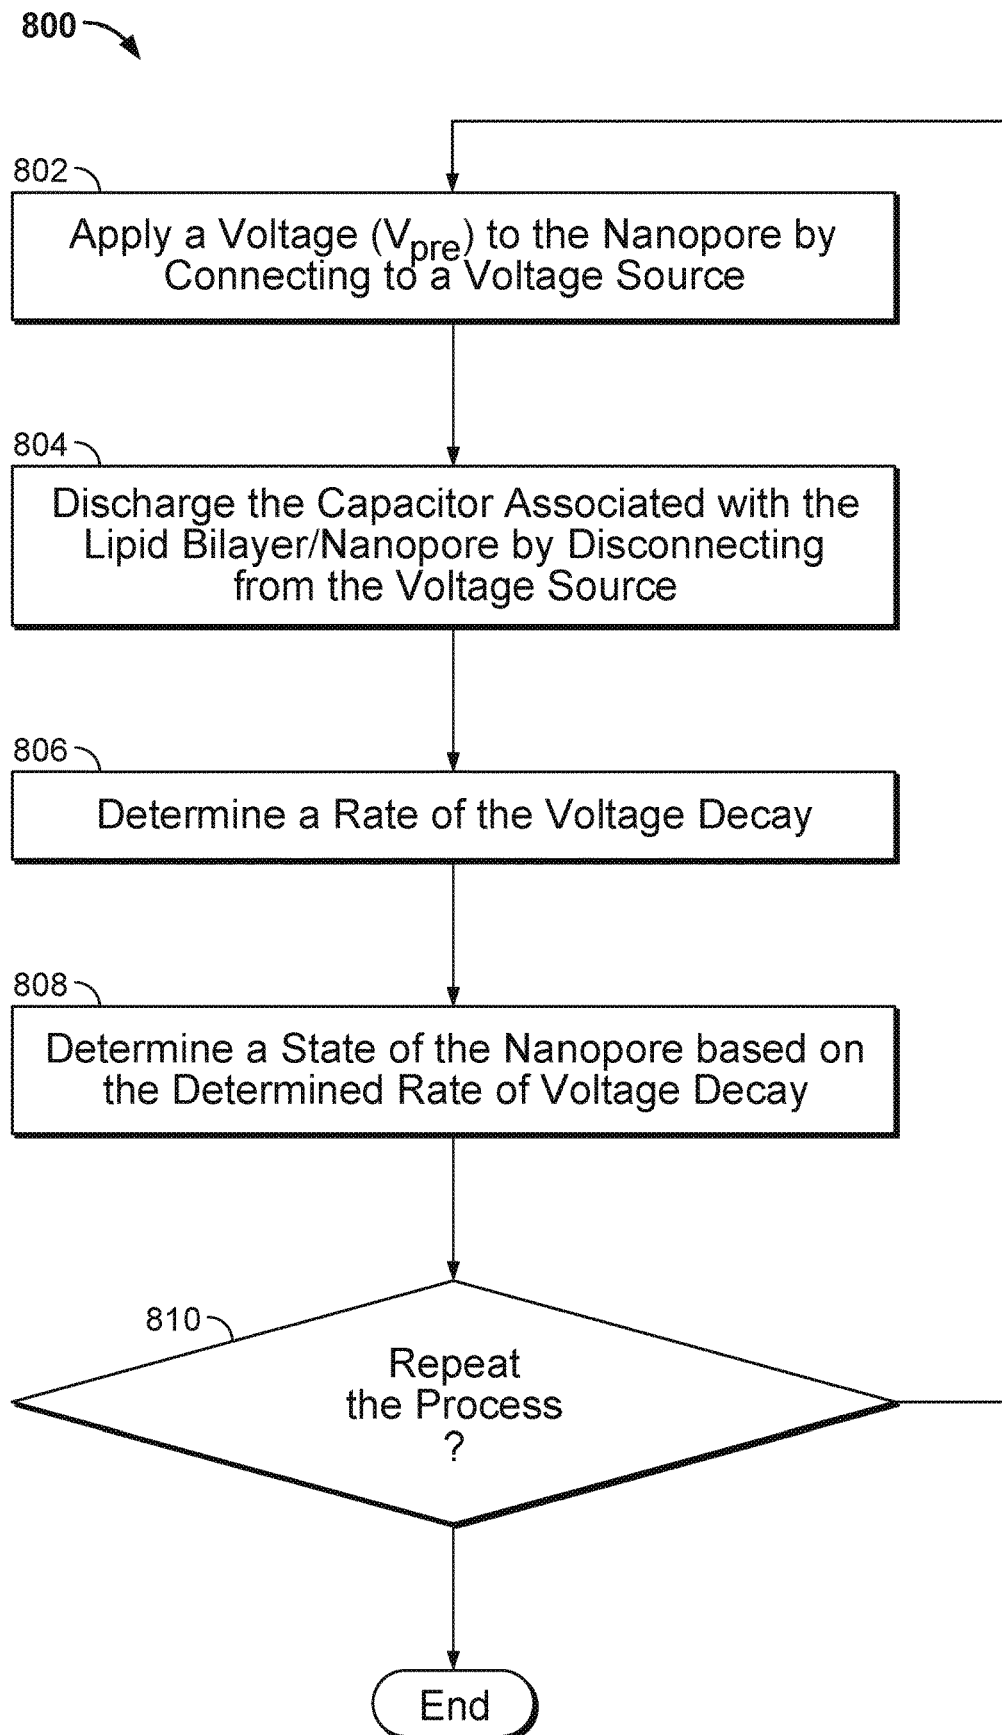 800
802
Apply a Voltage (Vpre) to the Nanopore by
Connecting to a Voltage Source
804
Discharge the Capacitor Associated with the
Lipid Bilayer/Nanopore by Disconnecting
from the Voltage Source
806
Determine a Rate of the Voltage Decay
808
Determine a State of the Nanopore based on
the Determined Rate of Voltage Decay
810
Repeat
the Process
?
End